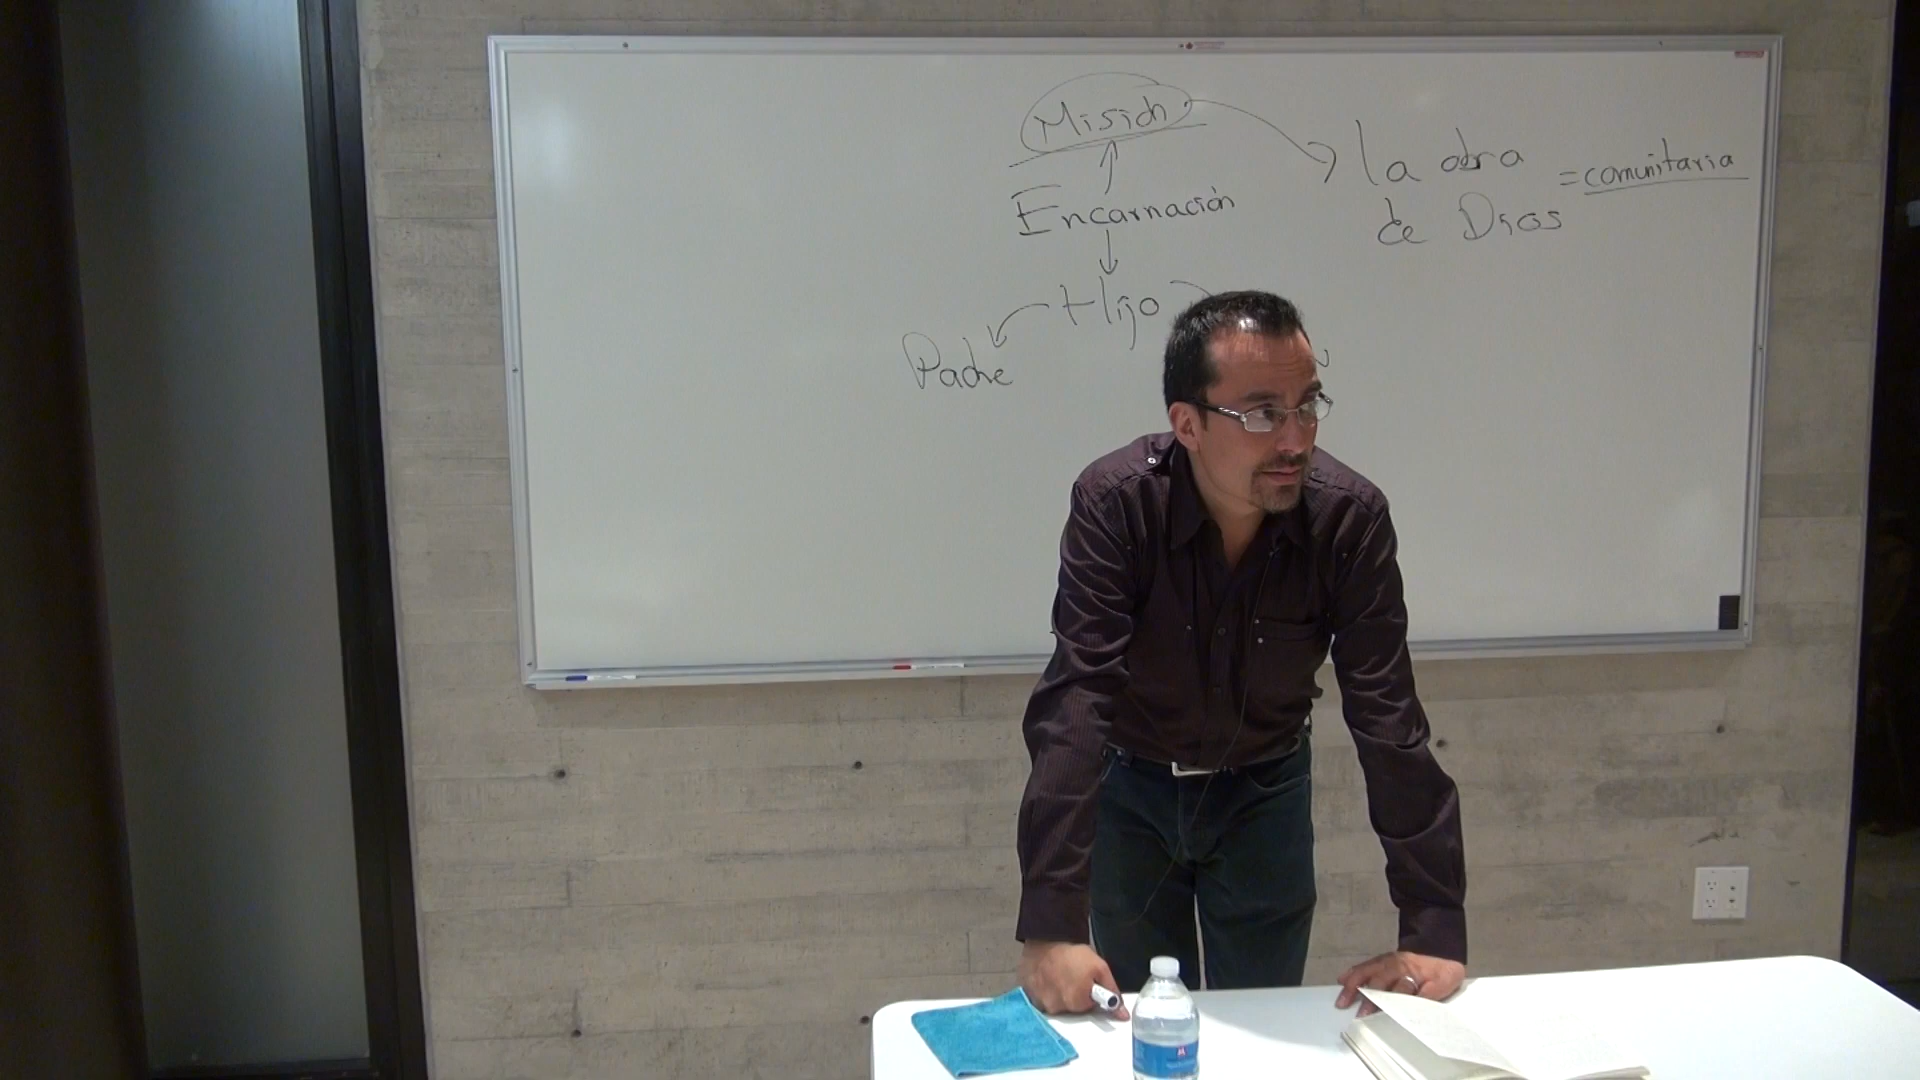 Misión
la obra
de Dios
= comunitaria
Encarnación
Hijo
Padre